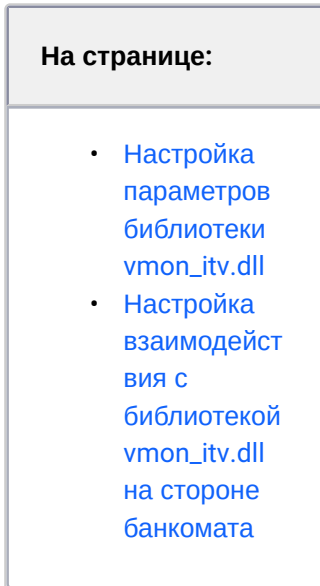 На странице:
• Настройка
параметров
библиотеки
vmon_itv.dll
• Настройка
взаимодейст
вия с
библиотекой
vmon_itv.dll
на стороне
банкомата